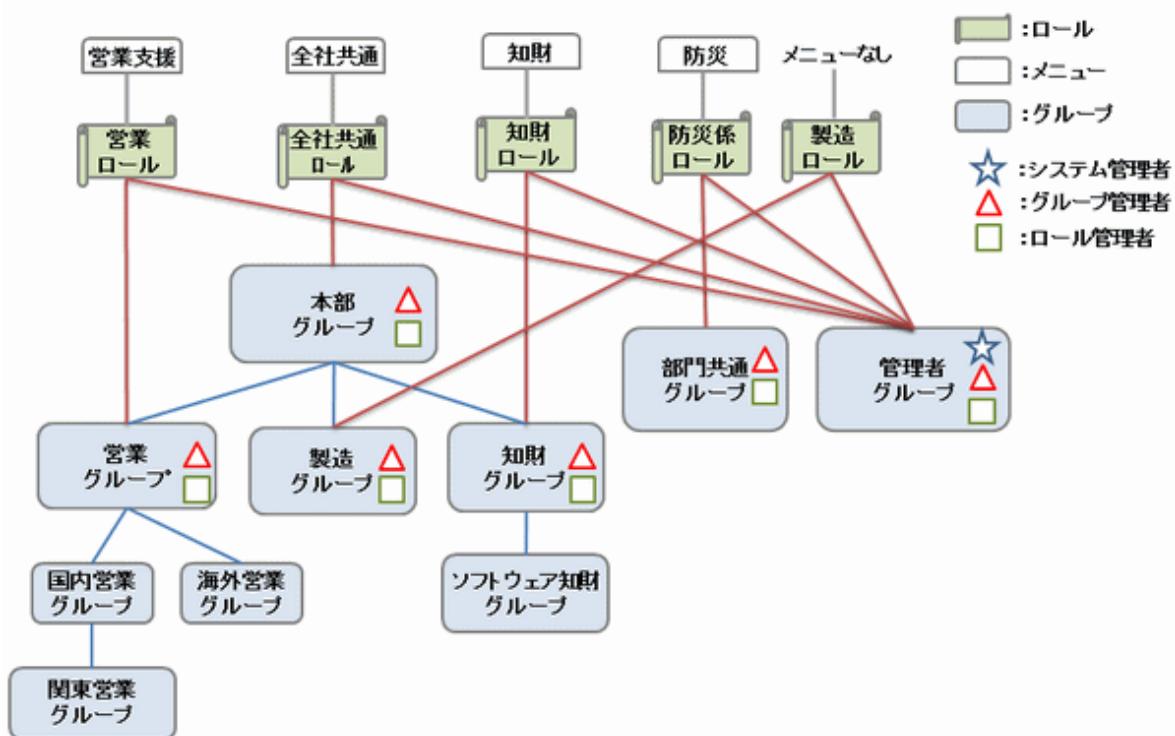 営業支援
全社共通
知財
防災
メニューなし
営業
ロール
全社共通
ロール
知財
ロール
防災係
ロール
製造
ロール
:ロール
:メニュー
:グループ
:システム管理者
:グループ管理者
:ロール管理者
本部
グループ
部門共通
グループ
管理者
グループ
営業
グループ
製造
グループ
知財
グループ
国内営業
グループ
海外営業
グループ
ソフトウェア知財
グループ
関東営業
グループ